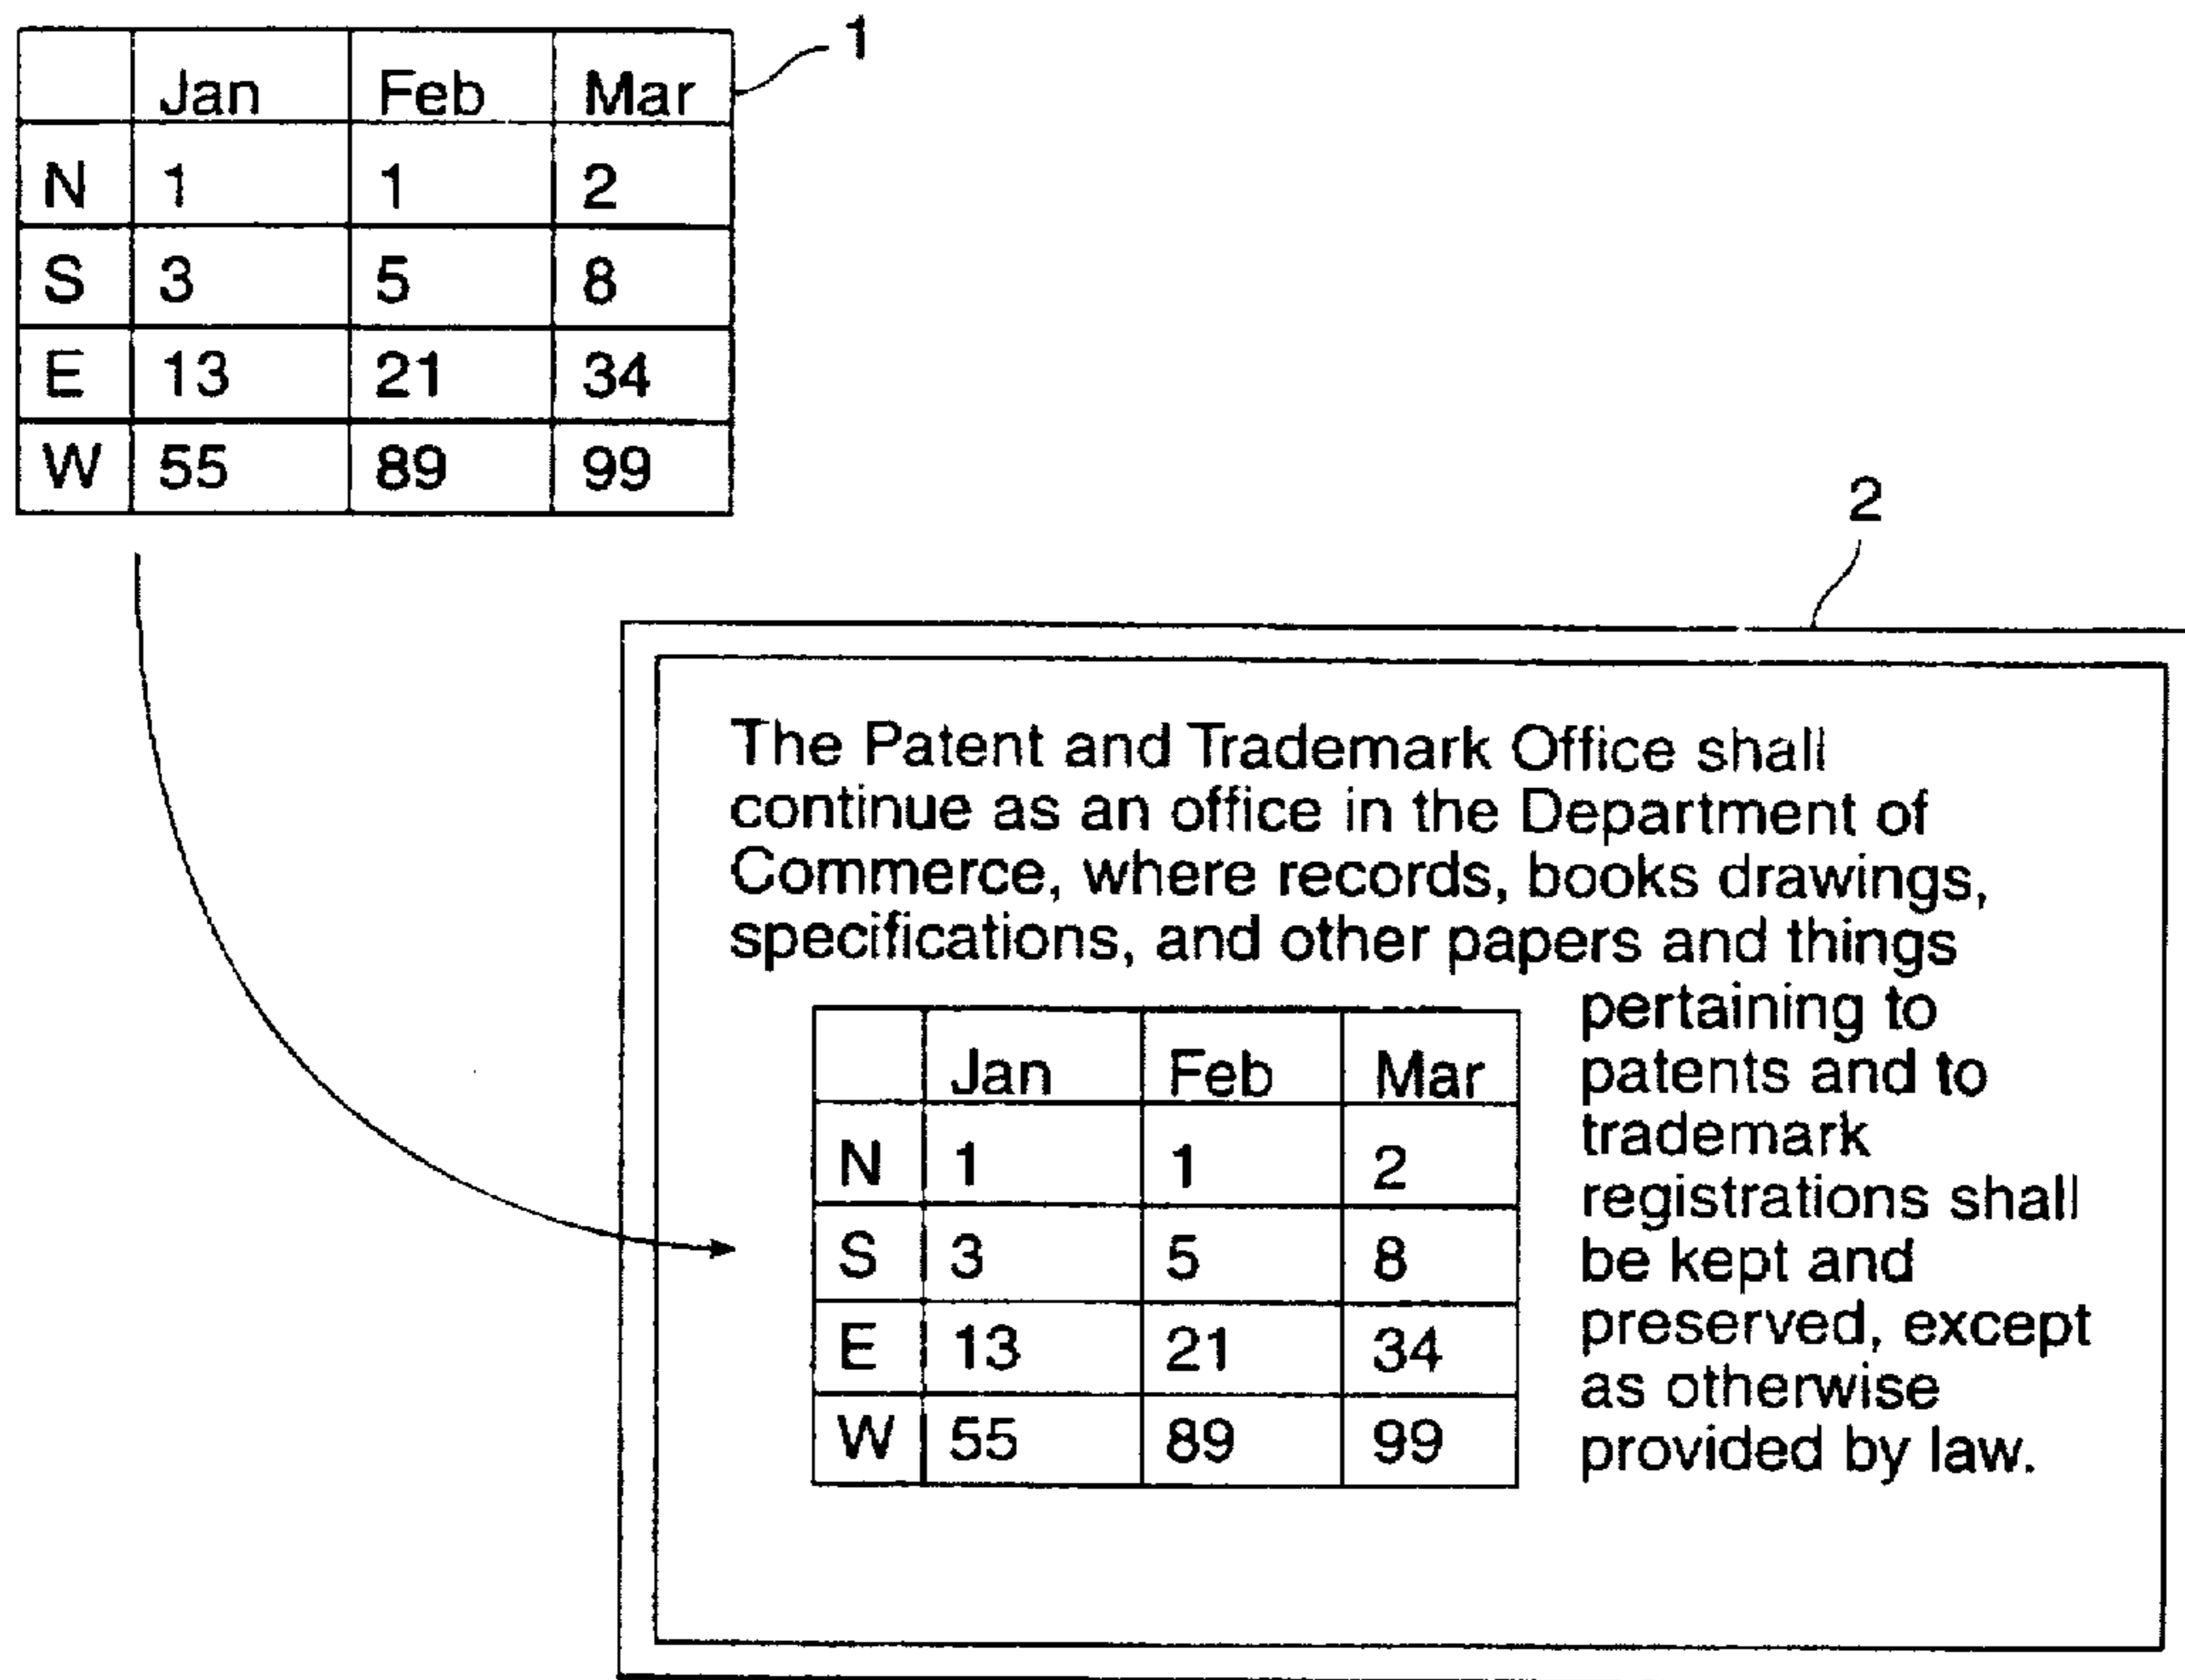 1
Jan Feb Mar
N 1 1 2
S 3 5 8
E 13 21 34
W 55 89 99
2
The Patent and Trademark Office shall
continue as an office in the Department of
Commerce, where records, books drawings,
specifications, and other papers and things
pertaining to
patents and to
trademark
registrations shall
be kept and
preserved, except
as otherwise
provided by law.
Jan Feb Mar
N 1 1 2
S 3 5 8
E 13 21 34
W 55 89 99